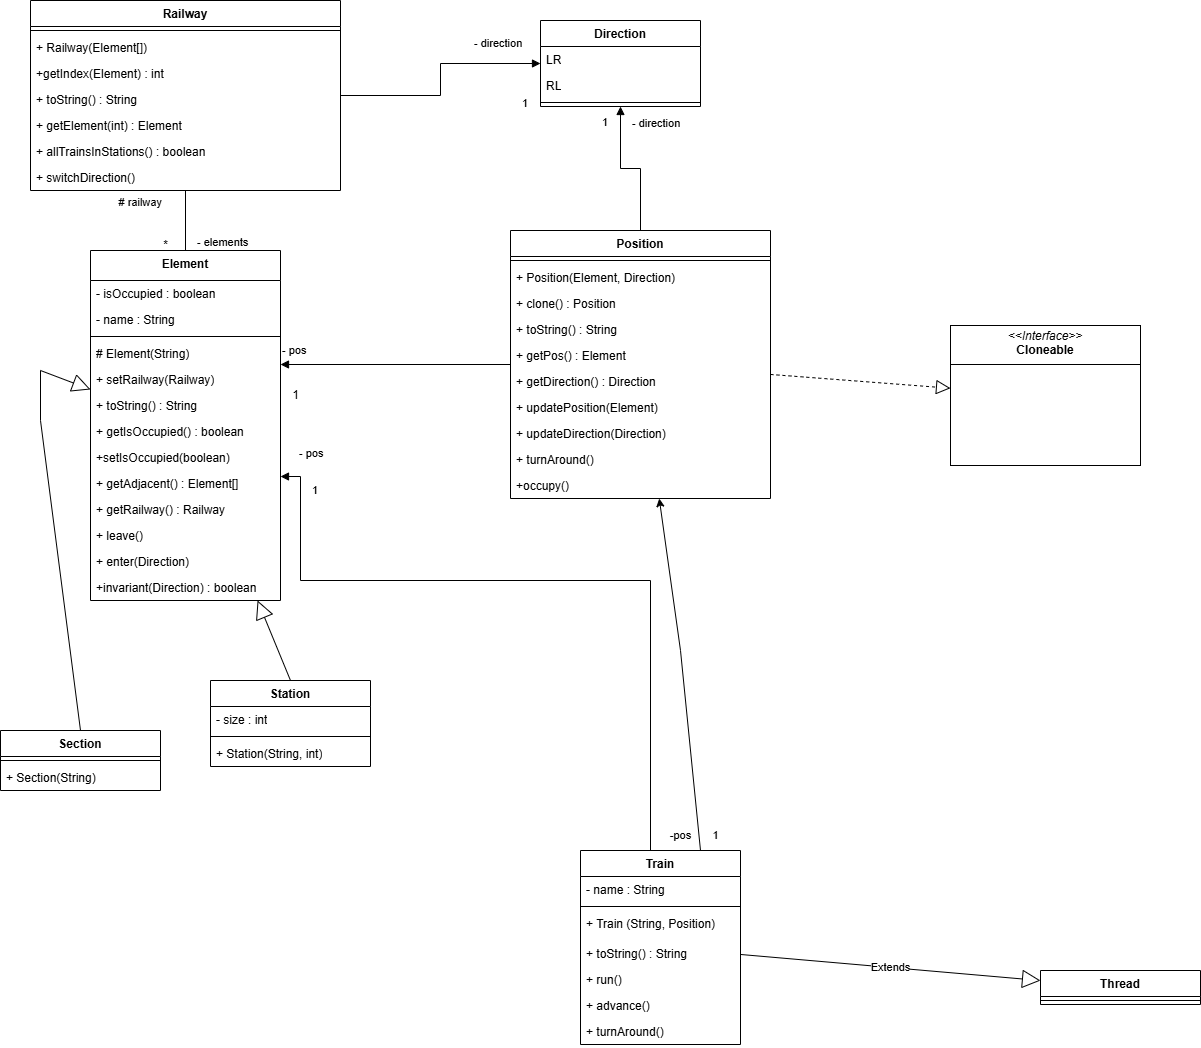 Railway
+ Railway(Element[])
+getIndex(Element) : int
+ toString() : String
+ getElement(int) : Element
+ allTrainsInStations() : boolean
+ switchDirection()
- direction
1
Direction
LR
RL
1
- direction
# railway
*
- elements
Element
- isOccupied : boolean
- name : String
# Element(String)
+ setRailway(Railway)
+ toString() : String
+ getIsOccupied() : boolean
+setIsOccupied(boolean)
+ getAdjacent() : Element[]
+ getRailway() : Railway
+ leave()
+ enter(Direction)
+invariant(Direction) : boolean
- pos
1
- pos
1
Position
+ Position(Element, Direction)
+ clone() : Position
+ toString() : String
+ getPos() : Element
+ getDirection() : Direction
+ updatePosition(Element)
+ updateDirection(Direction)
+ turnAround()
+occupy()
<<Interface>>
Cloneable
Station
- size : int
+ Station(String, int)
Section
+ Section(String)
-pos
1
Train
- name : String
+ Train (String, Position)
+ toString() : String
+ run()
+ advance()
+ turnAround()
Extends
Thread